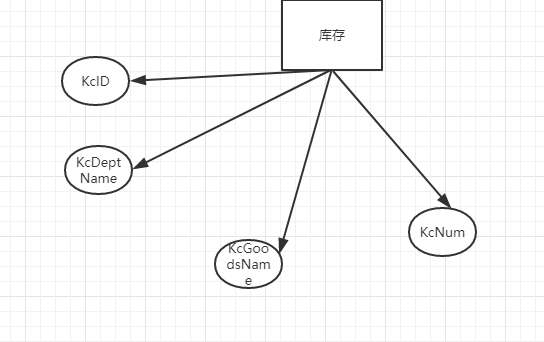 库存
KcID
KcDept
Name
KcGoo
dsNam
e
KcNum